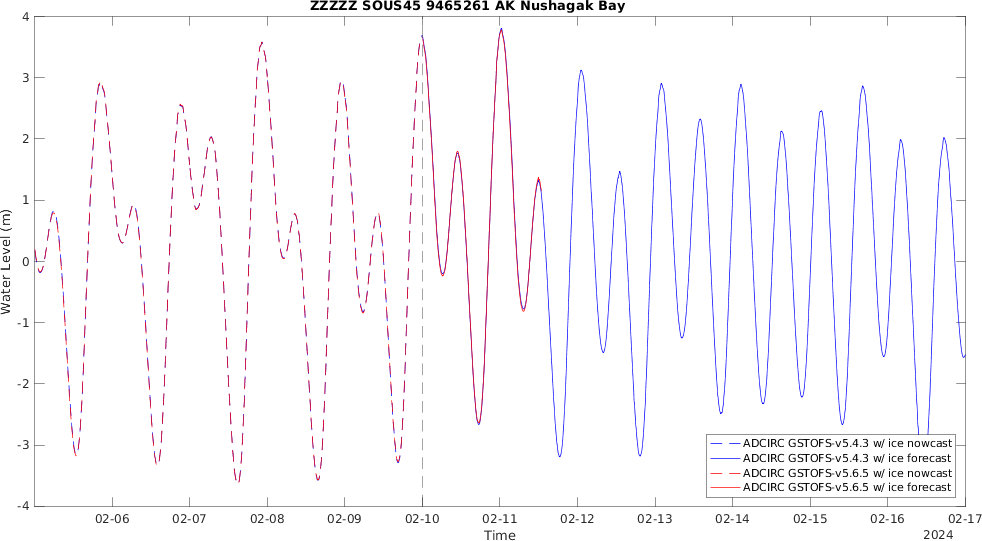 ZZZZZ SOUS45 9465261 AK Nushagak Bay
4
3
2
1
0
-1
-2
-3
-4
Water Level (m)
ADCIRC GSTOFS-v5.4.3 w/ ice nowcast
ADCIRC GSTOFS-v5.4.3 w/ ice forecast
ADCIRC GSTOFS-v5.6.5 w/ ice nowcast
ADCIRC GSTOFS-v5.6.5 w/ ice forecast
02-06 02-07 02-08 02-09 02-10 02-11 02-12 02-13 02-14 02-15 02-16 02-17
Time
2024